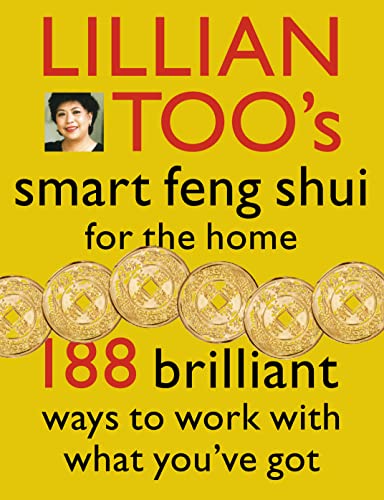 LILLIAN
TOO's
smart feng shui
for the home
188 brilliant
ways to work with
what you've got